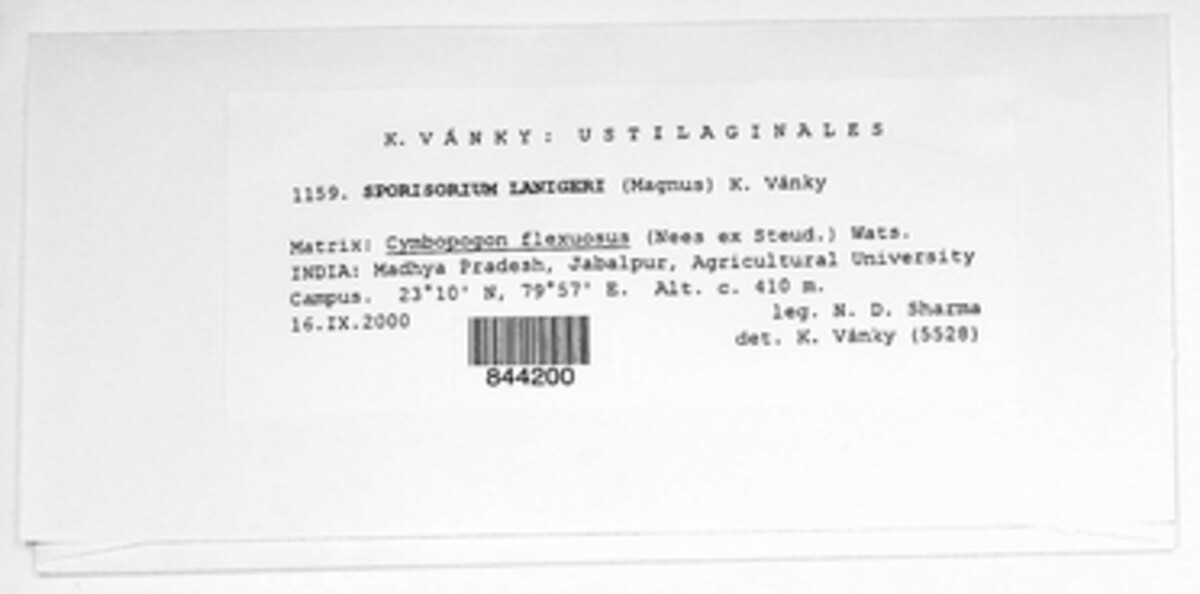 K. VÁNKY: USTILAGINALES
1159. SPORISORIUM LANIGERI (Magnus) K. Vánky
Matrix: Cymbopogon flexuosus (Nees ex Steud.) Wats.
INDIA: Madhya Pradesh, Jabalpur, Agricultural University
Campus. 23°10' N, 79°57' E. Alt. c. 410 m.
16.IX.2000
leg. N. D. Sharma
det. K. Vánky (5528)
844200